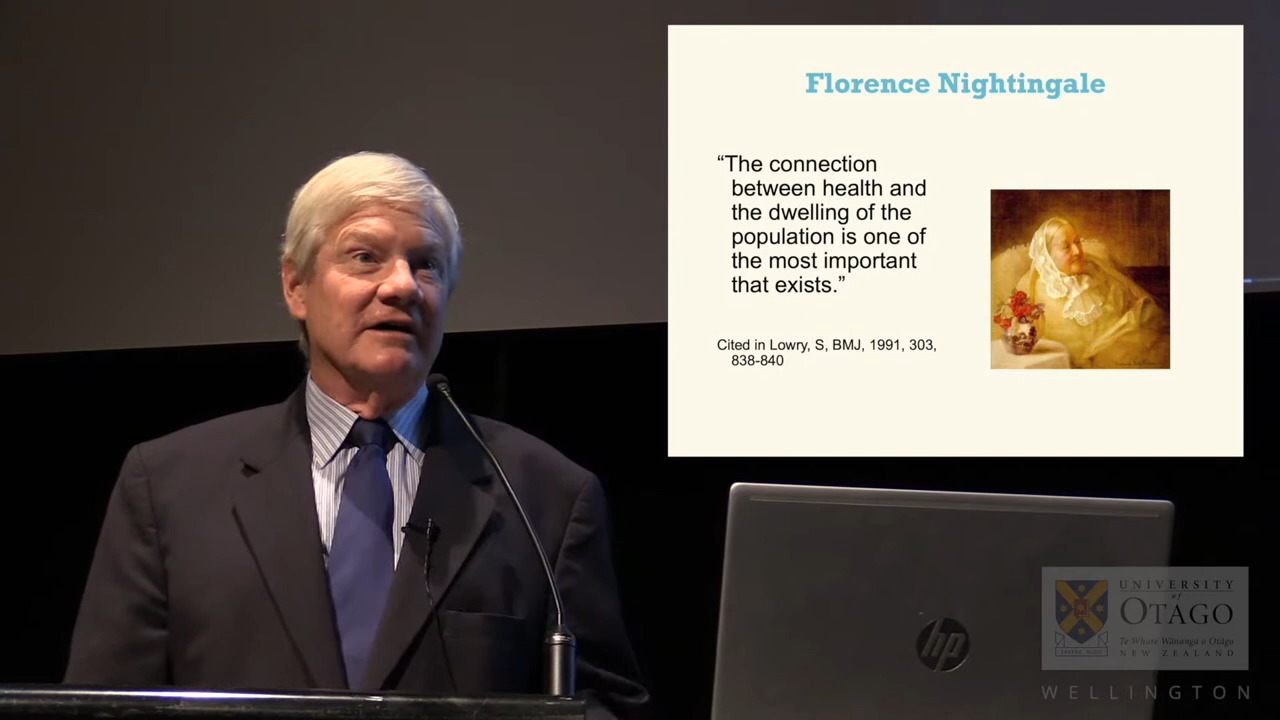 Florence Nightingale
“The connection
between health and
the dwelling of the
population is one of
the most important
that exists.”
Cited in Lowry, S, BMJ, 1991, 303,
838-840
hp
UNIVERSITY
of
OTAGO
Te Whare Wānanga o Otāgo
NEW ZEALAND
WELLINGTON